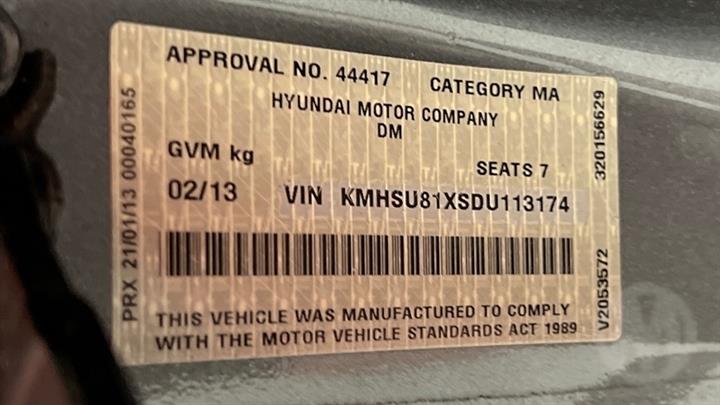 APPROVAL NO. 44417 CATEGORY MA
HYUNDAI MOTOR COMPANY
DM
GVM kg SEATS 7
02/13 VIN KMHSU81XSDU113174
THIS VEHICLE WAS MANUFACTURED TO COMPLY
WITH THE MOTOR VEHICLE STANDARDS ACT 1989
PRX 21/01/13 00040165
320156629
V2053572